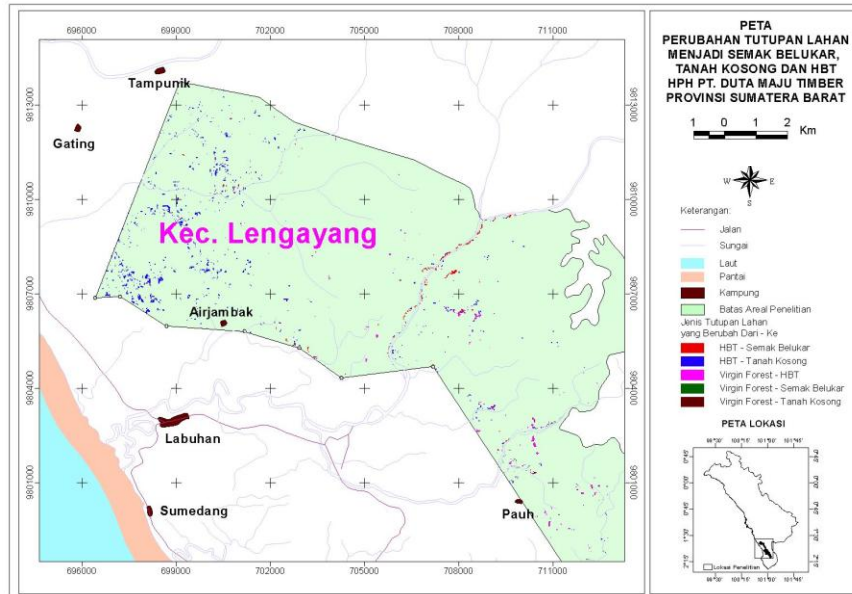 696000 699000 702000 705000 708000 711000
9813000 9813000
9810000 9810000
9807000 9807000
9804000 9804000
9801000 9801000
696000 699000 702000 705000 708000 711000
Tampunik
Gating
Kec. Lengayang
Airjambak
Labuhan
Sumedang
Pauh
PETA
PERUBAHAN TUTUPAN LAHAN
MENJADI SEMAK BELUKAR,
TANAH KOSONG DAN HBT
HPH PT. DUTA MAJU TIMBER
PROVINSI SUMATERA BARAT
1 0 1 2 Km
N
W E
S
Keterangan:
Jalan
Sungai
Laut
Pantai
Kampung
Batas Areal Penelitian
Jenis Tutupan Lahan
yang Berubah Dari - Ke
HBT - Semak Belukar
HBT - Tanah Kosong
Virgin Forest - HBT
Virgin Forest - Semak Belukar
Virgin Forest - Tanah Kosong
PETA LOKASI
Lokasi Penelitian